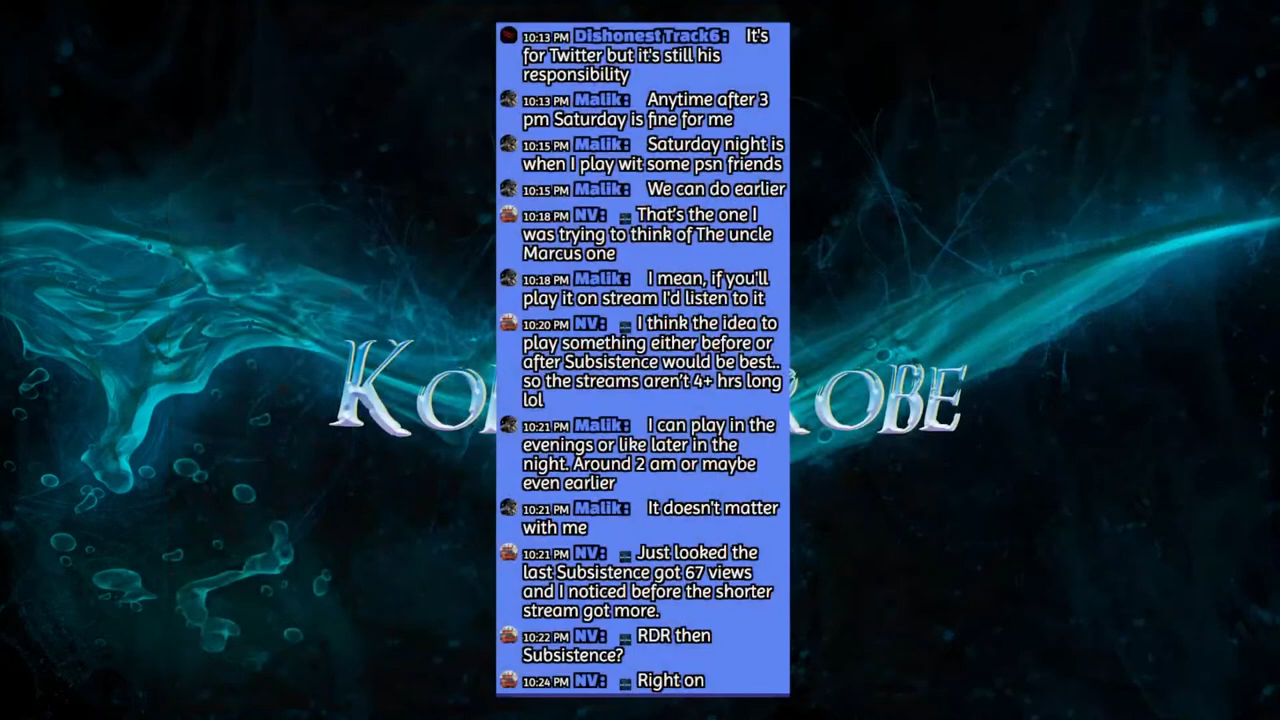 10:13 PM DishonestTrack6: It's
for Twitter but it's still his
responsibility
10:13 PM Malik: Anytime after 3
pm Saturday is fine for me
10:15 PM Malik: Saturday night is
when I play wit some psn friends
10:15 PM Malik: We can do earlier
10:18 PM NV: That's the one I
was trying to think of The uncle
Marcus one
10:18 PM Malik: I mean, if you'll
play it on stream I'd listen to it
10:20 PM NV: I think the idea to
play something either before or
after Subsistence would be best..
so the streams aren't 4+ hrs long
lol
10:21 PM Malik: I can play in the
evenings or like later in the
night. Around 2 am or maybe
even earlier
10:21 PM Malik: It doesn't matter
with me
10:21 PM NV: Just looked the
last Subsistence got 67 views
and I noticed before the shorter
stream got more.
10:22 PM NV: RDR then
Subsistence?
10:24 PM NV: Right on